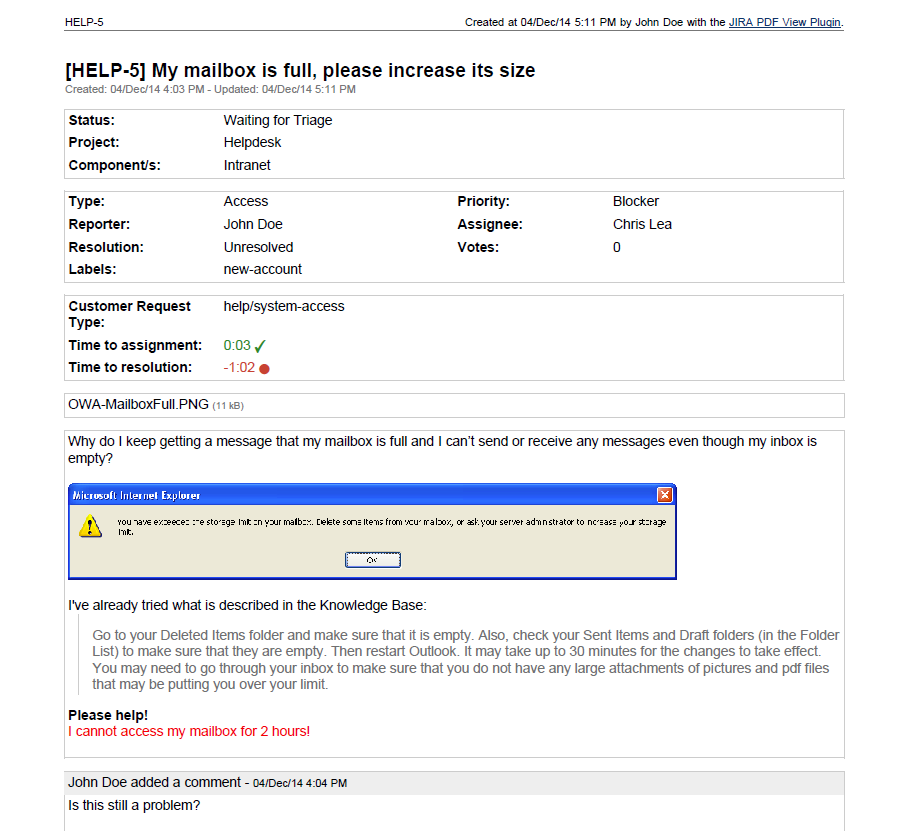 HELP-5 Created at 04/Dec/14 5:11 PM by John Doe with the JIRA PDF View Plugin.
[HELP-5] My mailbox is full, please increase its size
Created: 04/Dec/14 4:03 PM - Updated: 04/Dec/14 5:11 PM
Status: Waiting for Triage
Project: Helpdesk
Component/s: Intranet
Type: Access Priority: Blocker
Reporter: John Doe Assignee: Chris Lea
Resolution: Unresolved Votes: 0
Labels: new-account
Customer Request help/system-access
Type:
Time to assignment: 0:03
Time to resolution: -1:02
OWA-MailboxFull.PNG (11 kB)
Why do I keep getting a message that my mailbox is full and I can't send or receive any messages even though my inbox is
empty?
Microsoft Internet Explorer
You have exceeded the storage limit on your mailbox. Delete some items from your mailbox, or ask your server administrator to increase your storage
limit.
OK
I've already tried what is described in the Knowledge Base:
Go to your Deleted Items folder and make sure that it is empty. Also, check your Sent Items and Draft folders (in the Folder
List) to make sure that they are empty. Then restart Outlook. It may take up to 30 minutes for the changes to take effect.
You may need to go through your inbox to make sure that you do not have any large attachments of pictures and pdf files
that may be putting you over your limit.
Please help!
I cannot access my mailbox for 2 hours!
John Doe added a comment - 04/Dec/14 4:04 PM
Is this still a problem?